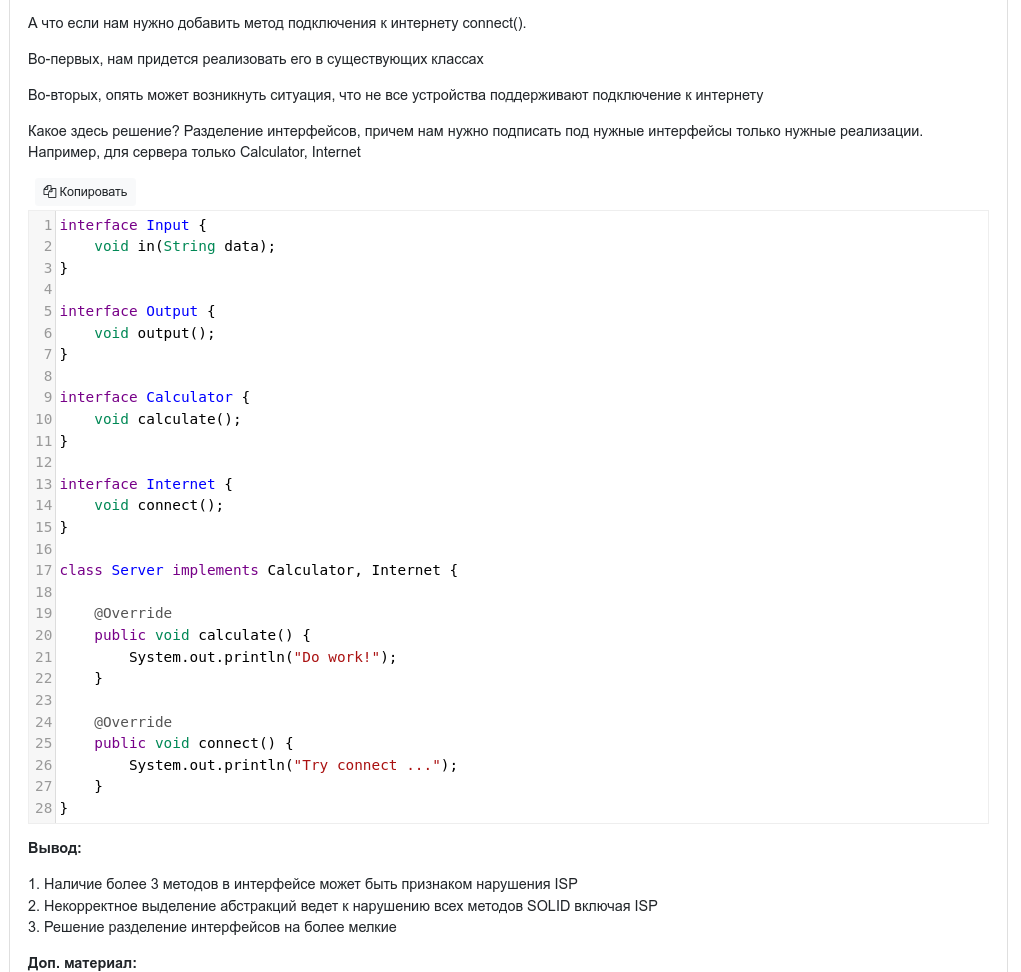 А что если нам нужно добавить метод подключения к интернету connect().
Во-первых, нам придется реализовать его в существующих классах
Во-вторых, опять может возникнуть ситуация, что не все устройства поддерживают подключение к интернету
Какое здесь решение? Разделение интерфейсов, причем нам нужно подписать под нужные интерфейсы только нужные реализации.
Например, для сервера только Calculator, Internet
Копировать
1 interface Input {
2     void in(String data);
3 }
4
5 interface Output {
6     void output();
7 }
8
9 interface Calculator {
10     void calculate();
11 }
12
13 interface Internet {
14     void connect();
15 }
16
17 class Server implements Calculator, Internet {
18
19     @Override
20     public void calculate() {
21         System.out.println("Do work!");
22     }
23
24     @Override
25     public void connect() {
26         System.out.println("Try connect ...");
27     }
28 }
Вывод:
1. Наличие более 3 методов в интерфейсе может быть признаком нарушения ISP
2. Некорректное выделение абстракций ведет к нарушению всех методов SOLID включая ISP
3. Решение разделение интерфейсов на более мелкие
Доп. материал: